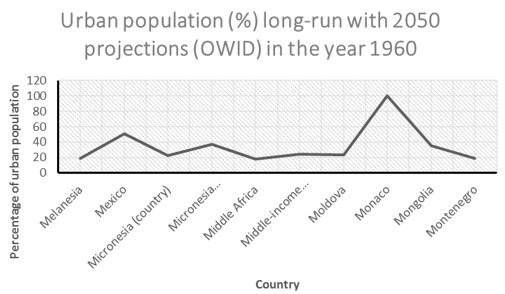 Urban population (%) long-run with 2050
projections (OWID) in the year 1960
Percentage of urban population
120
100
80
60
40
20
0
Melanesia
Mexico
Micronesia (country)
Micronesia...
Middle Africa
Middle-income...
Moldova
Monaco
Mongolia
Montenegro
Country